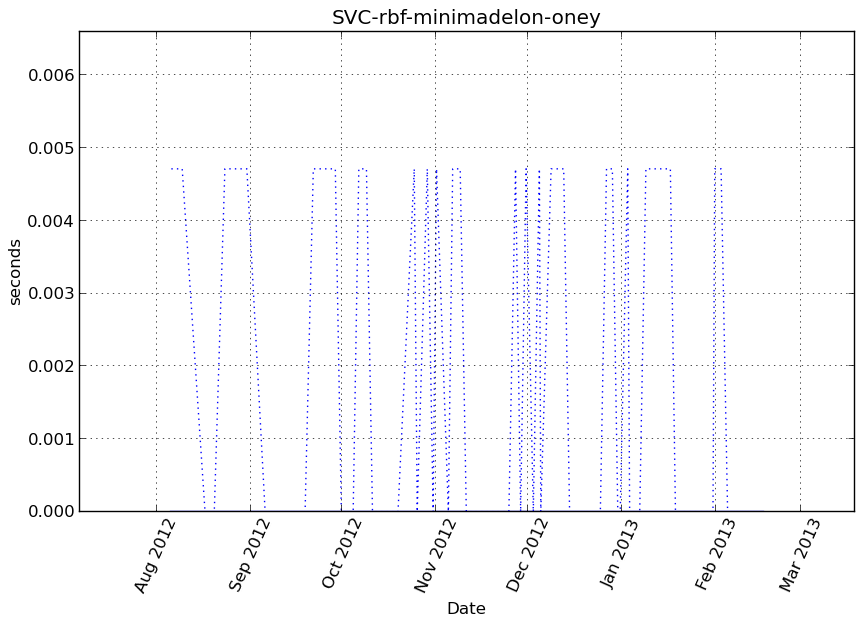 SVC-rbf-minimadelon-oney
0.006
0.005
0.004
0.003
0.002
0.001
0.000
seconds
Aug 2012
Sep 2012
Oct 2012
Nov 2012
Dec 2012
Jan 2013
Feb 2013
Mar 2013
Date